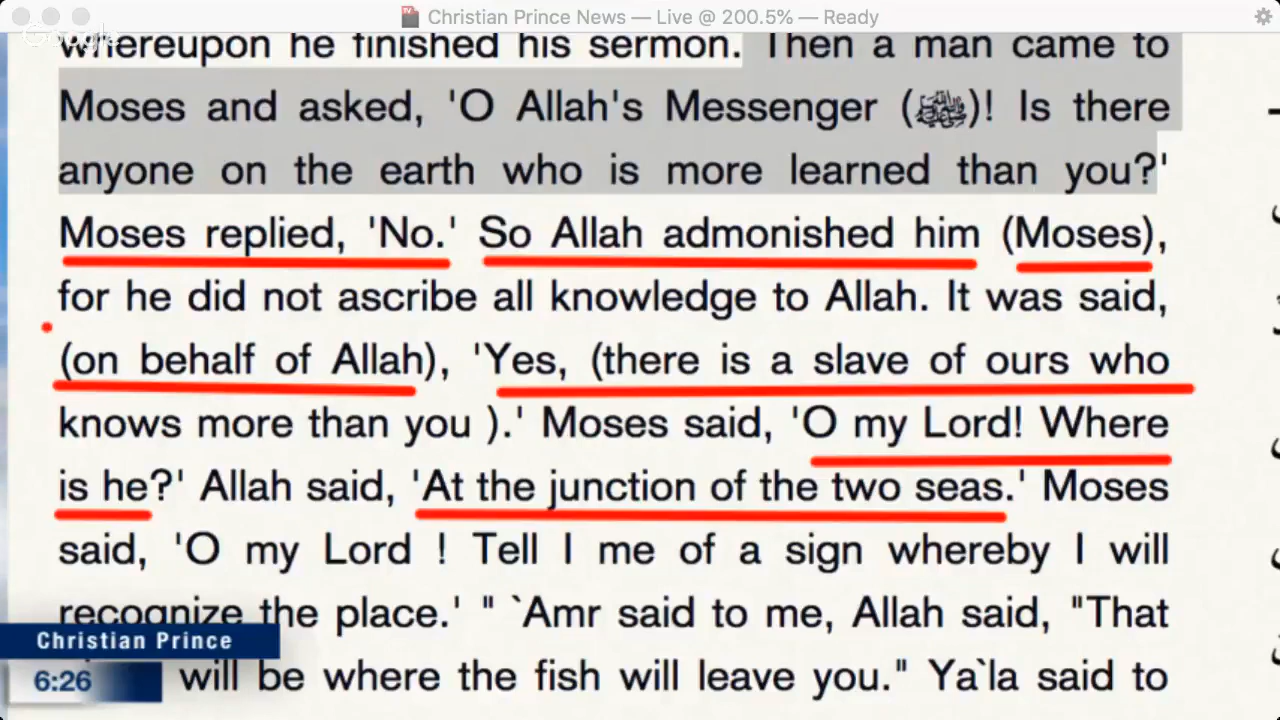 Christian Prince News — Live @ 200.5% — Ready
Google
whereupon he finished his sermon. Then a man came to
Moses and asked, 'O Allah's Messenger (ﷺ)! Is there
anyone on the earth who is more learned than you?'
Moses replied, 'No.' So Allah admonished him (Moses),
for he did not ascribe all knowledge to Allah. It was said,
(on behalf of Allah), 'Yes, (there is a slave of ours who
knows more than you ).' Moses said, 'O my Lord! Where
is he?' Allah said, 'At the junction of the two seas.' Moses
said, 'O my Lord ! Tell I me of a sign whereby I will
recognize the place.' " `Amr said to me, Allah said, "That
will be where the fish will leave you." Ya`la said to
Christian Prince
6:26